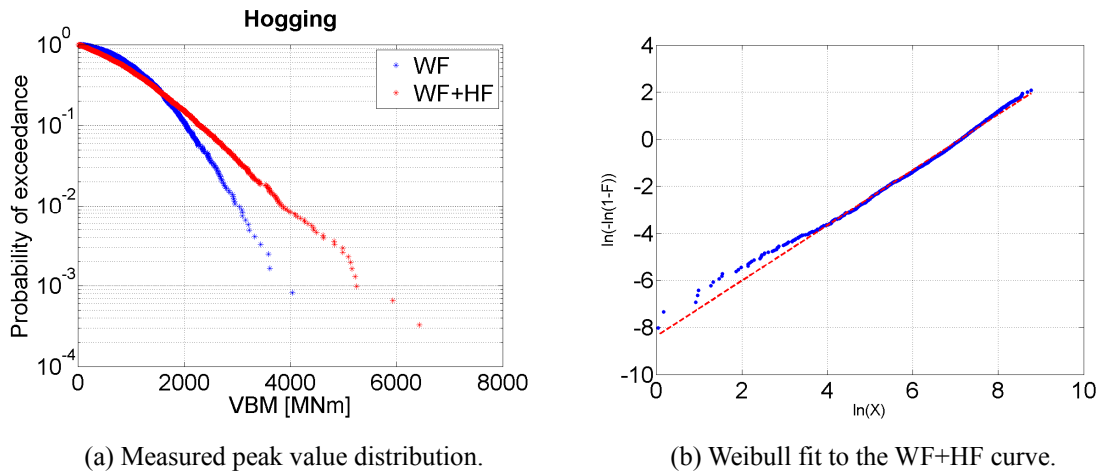 Hogging
10^0
10^-1
10^-2
10^-3
10^-4
Probability of exceedance
0 2000 4000 6000 8000
VBM [MNm]
WF
WF+HF
(a) Measured peak value distribution.
4
2
0
-2
-4
-6
-8
-10
ln(-ln(1-F))
0 2 4 6 8 10
ln(X)
(b) Weibull fit to the WF+HF curve.